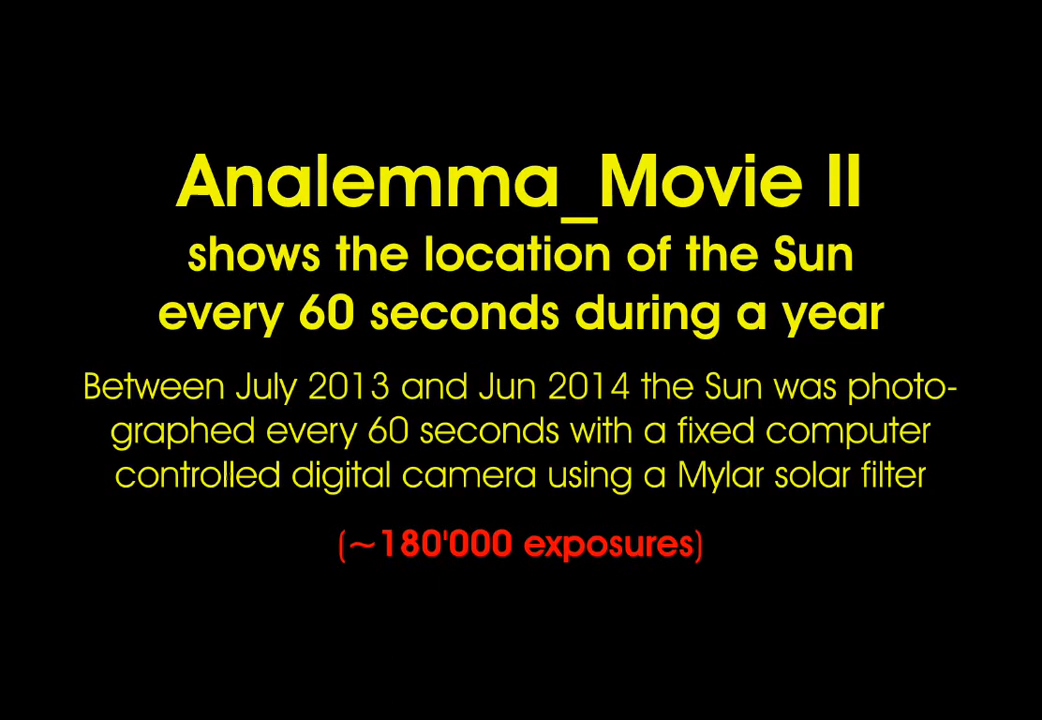 Analemma_Movie II
shows the location of the Sun
every 60 seconds during a year
Between July 2013 and Jun 2014 the Sun was photo-
graphed every 60 seconds with a fixed computer
controlled digital camera using a Mylar solar filter
(~180'000 exposures)